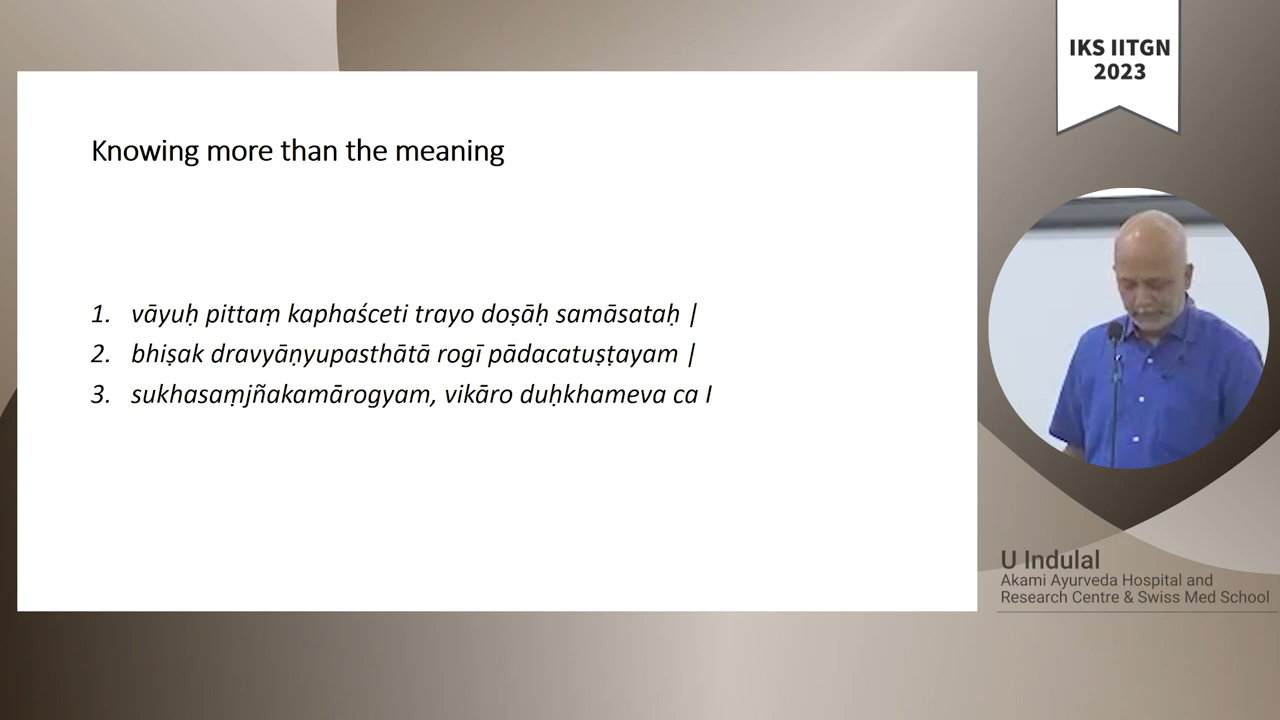 IKS IITGN
2023
Knowing more than the meaning
1. vāyuḥ pittaṃ kaphaśceti trayo doṣāḥ samāsataḥ |
2. bhiṣak dravyāṇyupasthātā rogī pādacatuṣṭayam |
3. sukhasaṃjñakamārogyam, vikāro duḥkhameva ca I
U Indulal
Akami Ayurveda Hospital and
Research Centre & Swiss Med School